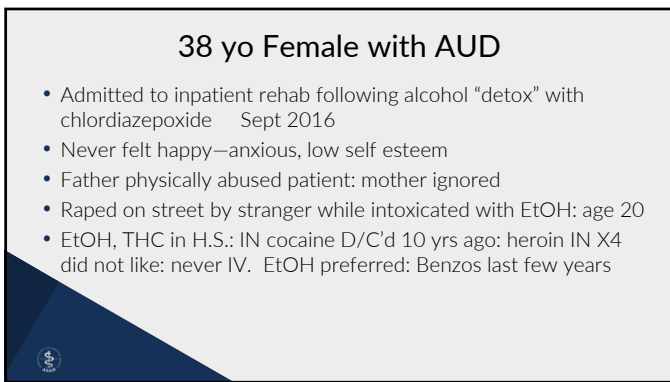 38 yo Female with AUD
• Admitted to inpatient rehab following alcohol “detox” with
chlordiazepoxide Sept 2016
• Never felt happy—anxious, low self esteem
• Father physically abused patient: mother ignored
• Raped on street by stranger while intoxicated with EtOH: age 20
• EtOH, THC in H.S.: IN cocaine D/C’d 10 yrs ago: heroin IN X4
did not like: never IV. EtOH preferred: Benzos last few years
ASAM